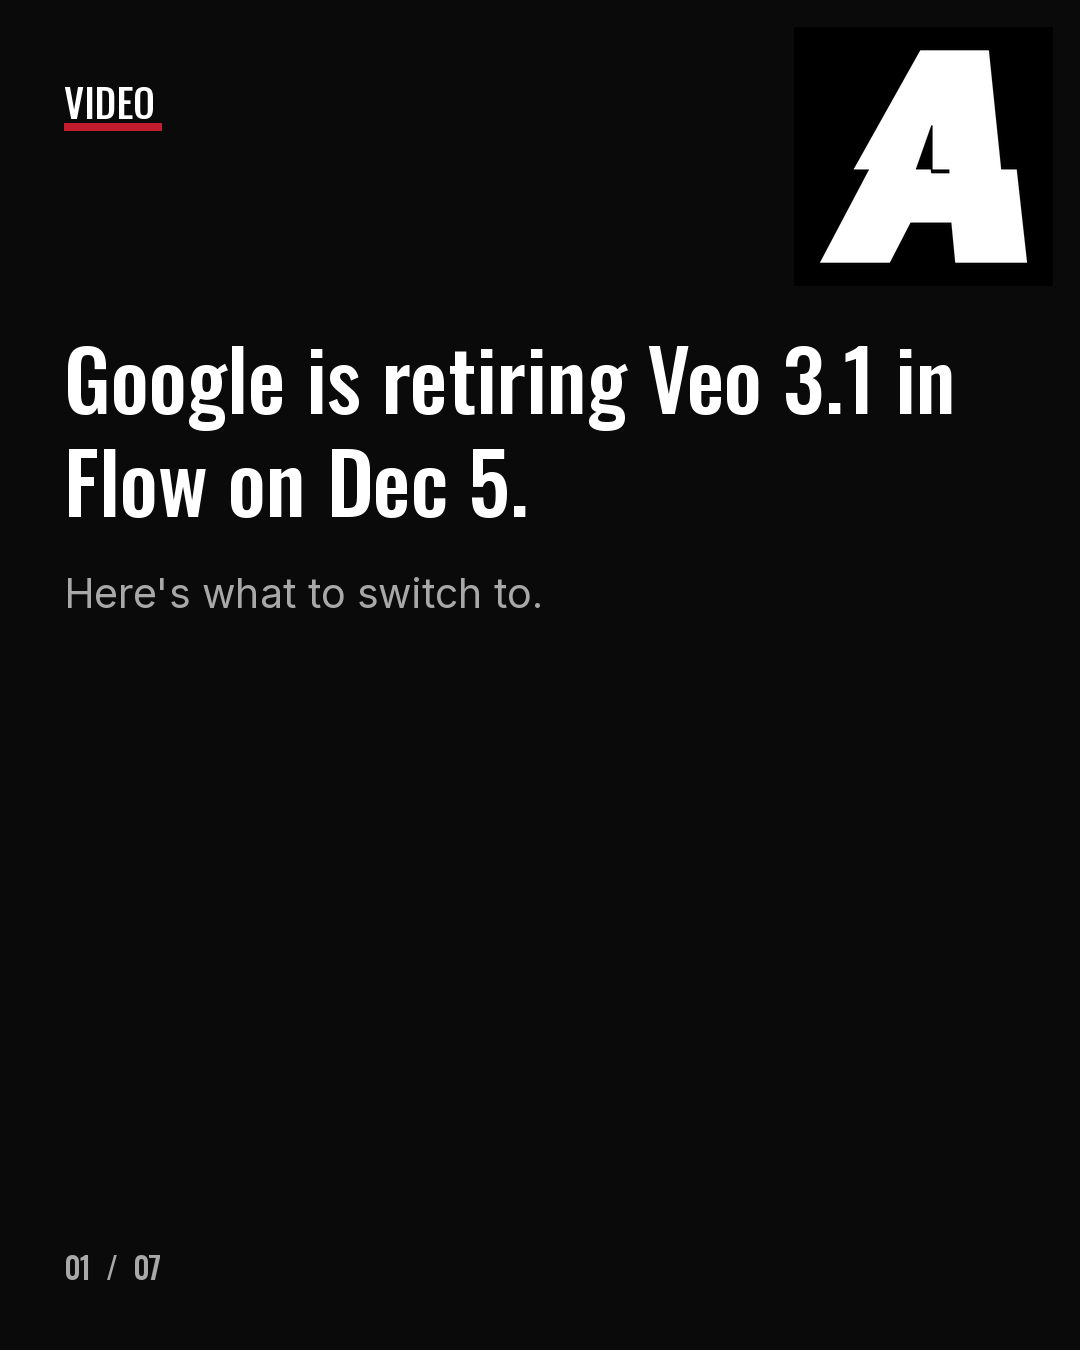 VIDEO
A
Google is retiring Veo 3.1 in
Flow on Dec 5.
Here's what to switch to.
01 / 07